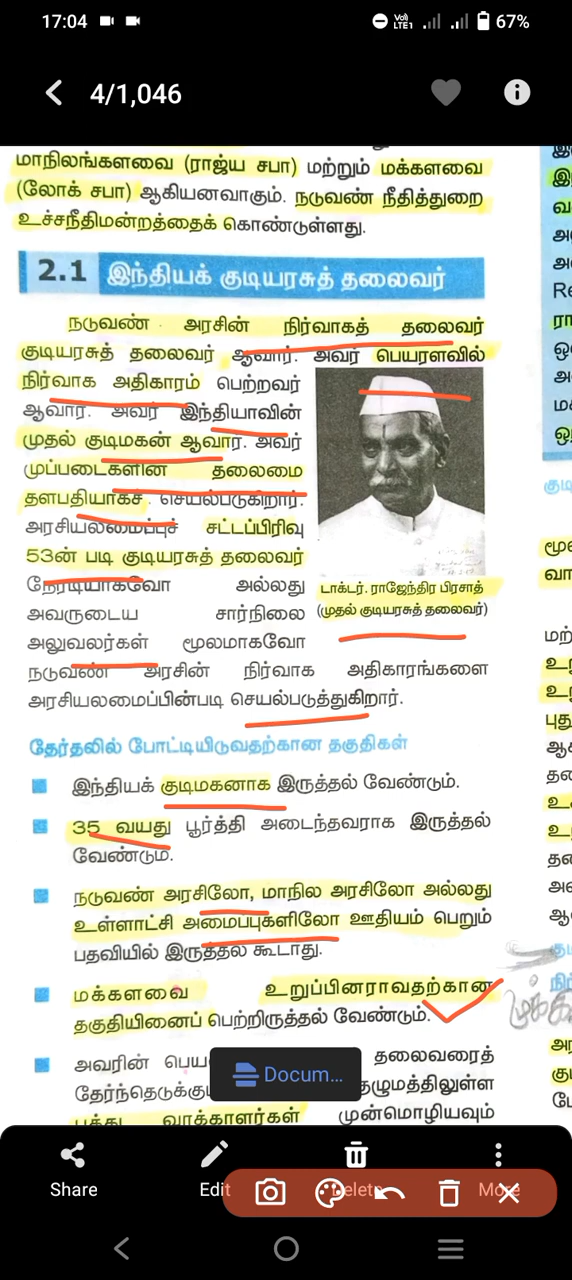 17:04
67%
4/1,046
மாநிலங்களவை (ராஜ்ய சபா) மற்றும் மக்களவை
(லோக் சபா) ஆகியனவாகும். நடுவண் நீதித்துறை
உச்சநீதிமன்றத்தைக் கொண்டுள்ளது.
2.1 இந்தியக் குடியரசுத் தலைவர்
நடுவண் அரசின் நிர்வாகத் தலைவர்
குடியரசுத் தலைவர் ஆவார். அவர் பெயரளவில்
நிர்வாக அதிகாரம் பெற்றவர்
ஆவார். அவர் இந்தியாவின்
முதல் குடிமகன் ஆவார். அவர்
முப்படைகளின் தலைமை
தளபதியாகச் செயல்படுகிறார்.
அரசியலமைப்புச் சட்டப்பிரிவு
53ன் படி குடியரசுத் தலைவர்
நேரடியாகவோ அல்லது
அவருடைய சார்நிலை
அலுவலர்கள் மூலமாகவோ
நடுவண் அரசின் நிர்வாக அதிகாரங்களை
அரசியலமைப்பின்படி செயல்படுத்துகிறார்.
டாக்டர். ராஜேந்திர பிரசாத்
(முதல் குடியரசுத் தலைவர்)
தேர்தலில் போட்டியிடுவதற்கான தகுதிகள்
இந்தியக் குடிமகனாக இருத்தல் வேண்டும்.
35 வயது பூர்த்தி அடைந்தவராக இருத்தல்
வேண்டும்.
நடுவண் அரசிலோ, மாநில அரசிலோ அல்லது
உள்ளாட்சி அமைப்புகளிலோ ஊதியம் பெறும்
பதவியில் இருத்தல் கூடாது.
மக்களவை உறுப்பினராவதற்கான
தகுதியினைப் பெற்றிருத்தல் வேண்டும்.
அவரின் தலைவரைத்
பத்து வாக்காளர்கள் முன்மொழியவும்
Docum...
Share
Edit
Delete
More